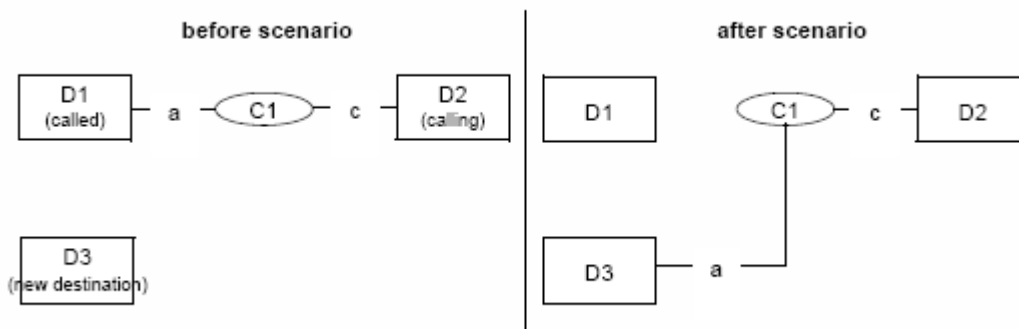 before scenario
D1
(called)
a
C1
c
D2
(calling)
D3
(new destination)
after scenario
D1
C1
c
D2
D3
a